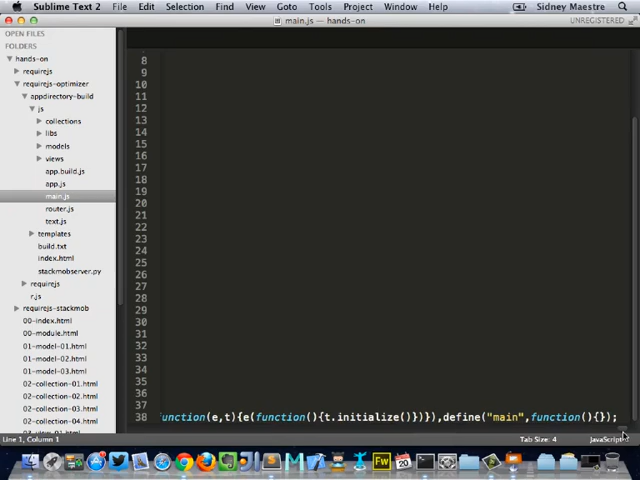 Sublime Text 2 File Edit Selection Find View Goto Tools Project Window Help Sidney Maestre
main.js — hands-on
UNREGISTERED
OPEN FILES
FOLDERS
hands-on
requirejs
requirejs-optimizer
appdirectory-build
js
collections
libs
models
views
app.build.js
app.js
main.js
router.js
text.js
templates
build.txt
index.html
stackmobserver.py
requirejs
r.js
requirejs-stackmob
00-index.html
00-module.html
01-model-01.html
01-model-02.html
01-model-03.html
02-collection-01.html
02-collection-02.html
02-collection-03.html
02-collection-04.html
8
9
10
11
12
13
14
15
16
17
18
19
20
21
22
23
24
25
26
27
28
29
30
31
32
33
34
35
36
37
38 function(e,t){e(function(){t.initialize()})}),define("main",function(){});
Line 1, Column 1
Tab Size: 4
JavaScript
Fw
20